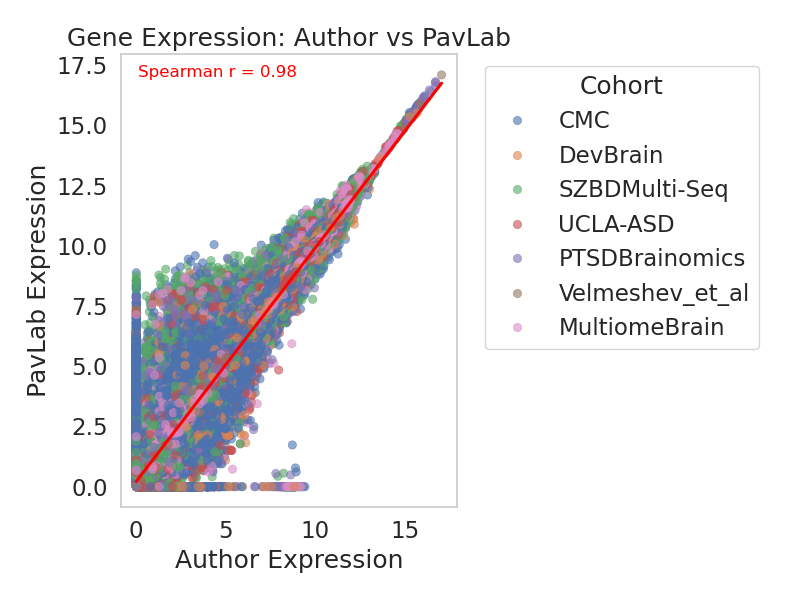 Gene Expression: Author vs PavLab
Spearman r = 0.98
17.5
15.0
12.5
10.0
7.5
5.0
2.5
0.0
PavLab Expression
0
5
10
15
Author Expression
Cohort
CMC
DevBrain
SZBDMulti-Seq
UCLA-ASD
PTSDBrainomics
Velmeshev_et_al
MultiomeBrain